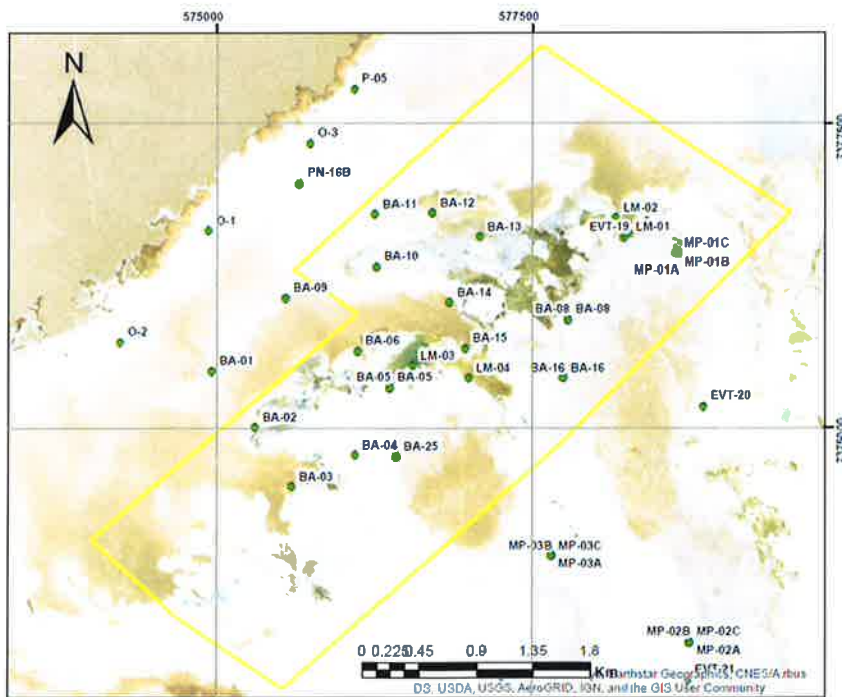 575000 577500
N
P-05
7377500
O-3
PN-16B
BA-11 BA-12
LM-02
O-1
BA-13
EVT-19 LM-01
MP-01C
MP-01A MP-01B
BA-10
BA-09
BA-14
BA-08 BA-08
O-2
BA-06
BA-15
LM-03
BA-01
BA-05 BA-05
LM-04
BA-16 BA-16
EVT-20
BA-02
7375000
BA-04 BA-25
BA-03
MP-03B MP-03C
MP-03A
MP-02B MP-02C
MP-02A
EVT-21
0 0.225 0.45 0.9 1.35 1.8
Km Earthstar Geographics, CNES/Airbus
DS, USDA, USGS, AeroGRID, IGN, and the GIS User Community